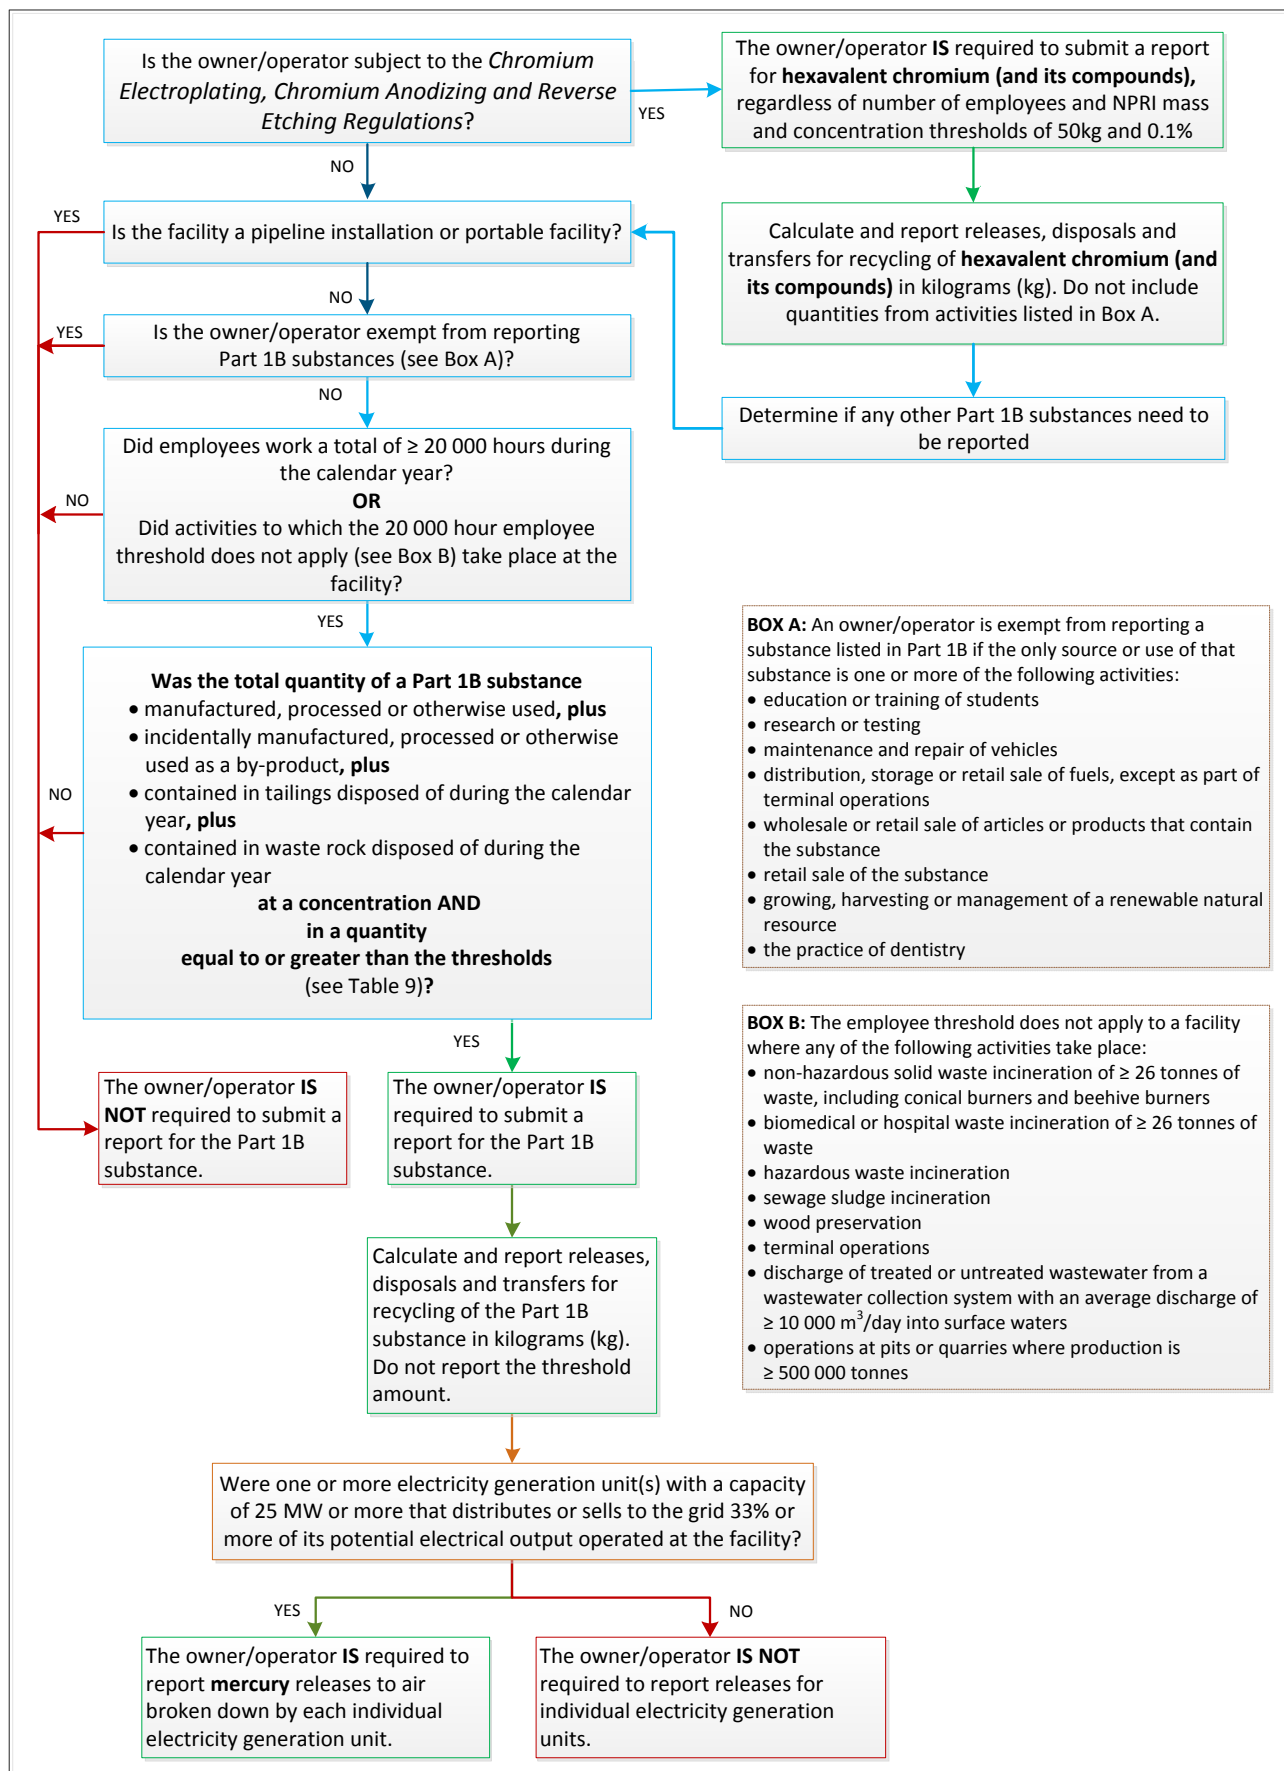 Is the owner/operator subject to the Chromium
Electroplating, Chromium Anodizing and Reverse
Etching Regulations?
YES
The owner/operator IS required to submit a report
for hexavalent chromium (and its compounds),
regardless of number of employees and NPRI mass
and concentration thresholds of 50kg and 0.1%
NO
Calculate and report releases, disposals and
transfers for recycling of hexavalent chromium (and
its compounds) in kilograms (kg). Do not include
quantities from activities listed in Box A.
Determine if any other Part 1B substances need to
be reported
YES
Is the facility a pipeline installation or portable facility?
NO
YES
Is the owner/operator exempt from reporting
Part 1B substances (see Box A)?
NO
Did employees work a total of ≥ 20 000 hours during
the calendar year?
OR
Did activities to which the 20 000 hour employee
threshold does not apply (see Box B) take place at the
facility?
NO
YES
Was the total quantity of a Part 1B substance
• manufactured, processed or otherwise used, plus
• incidentally manufactured, processed or otherwise
used as a by-product, plus
• contained in tailings disposed of during the calendar
year, plus
• contained in waste rock disposed of during the
calendar year
at a concentration AND
in a quantity
equal to or greater than the thresholds
(see Table 9)?
NO
YES
The owner/operator IS
NOT required to submit a
report for the Part 1B
substance.
The owner/operator IS
required to submit a
report for the Part 1B
substance.
Calculate and report releases,
disposals and transfers for
recycling of the Part 1B
substance in kilograms (kg).
Do not report the threshold
amount.
Were one or more electricity generation unit(s) with a capacity
of 25 MW or more that distributes or sells to the grid 33% or
more of its potential electrical output operated at the facility?
YES
NO
The owner/operator IS required to
report mercury releases to air
broken down by each individual
electricity generation unit.
The owner/operator IS NOT
required to report releases for
individual electricity generation
units.
BOX A: An owner/operator is exempt from reporting a
substance listed in Part 1B if the only source or use of that
substance is one or more of the following activities:
• education or training of students
• research or testing
• maintenance and repair of vehicles
• distribution, storage or retail sale of fuels, except as part of
terminal operations
• wholesale or retail sale of articles or products that contain
the substance
• retail sale of the substance
• growing, harvesting or management of a renewable natural
resource
• the practice of dentistry
BOX B: The employee threshold does not apply to a facility
where any of the following activities take place:
• non-hazardous solid waste incineration of ≥ 26 tonnes of
waste, including conical burners and beehive burners
• biomedical or hospital waste incineration of ≥ 26 tonnes of
waste
• hazardous waste incineration
• sewage sludge incineration
• wood preservation
• terminal operations
• discharge of treated or untreated wastewater from a
wastewater collection system with an average discharge of
≥ 10 000 m³/day into surface waters
• operations at pits or quarries where production is
≥ 500 000 tonnes